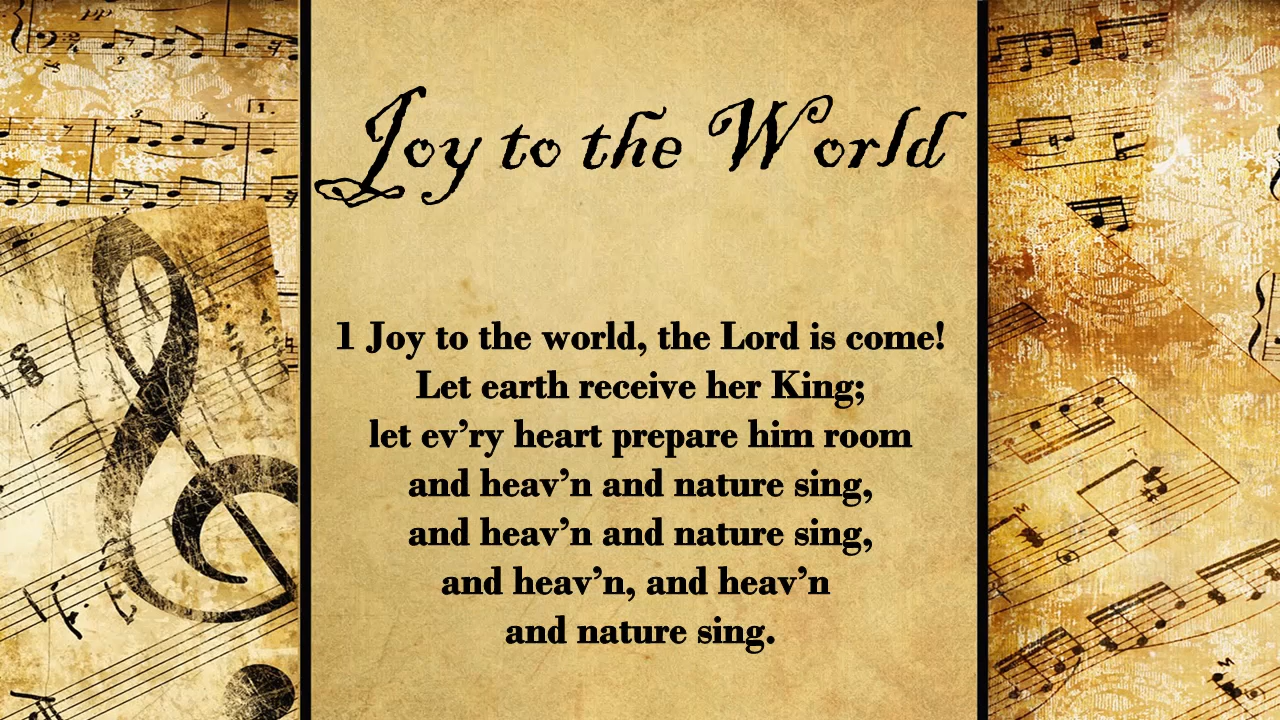 Joy to the World
1 Joy to the world, the Lord is come!
Let earth receive her King;
let ev’ry heart prepare him room
and heav’n and nature sing,
and heav’n and nature sing,
and heav’n, and heav’n
and nature sing.